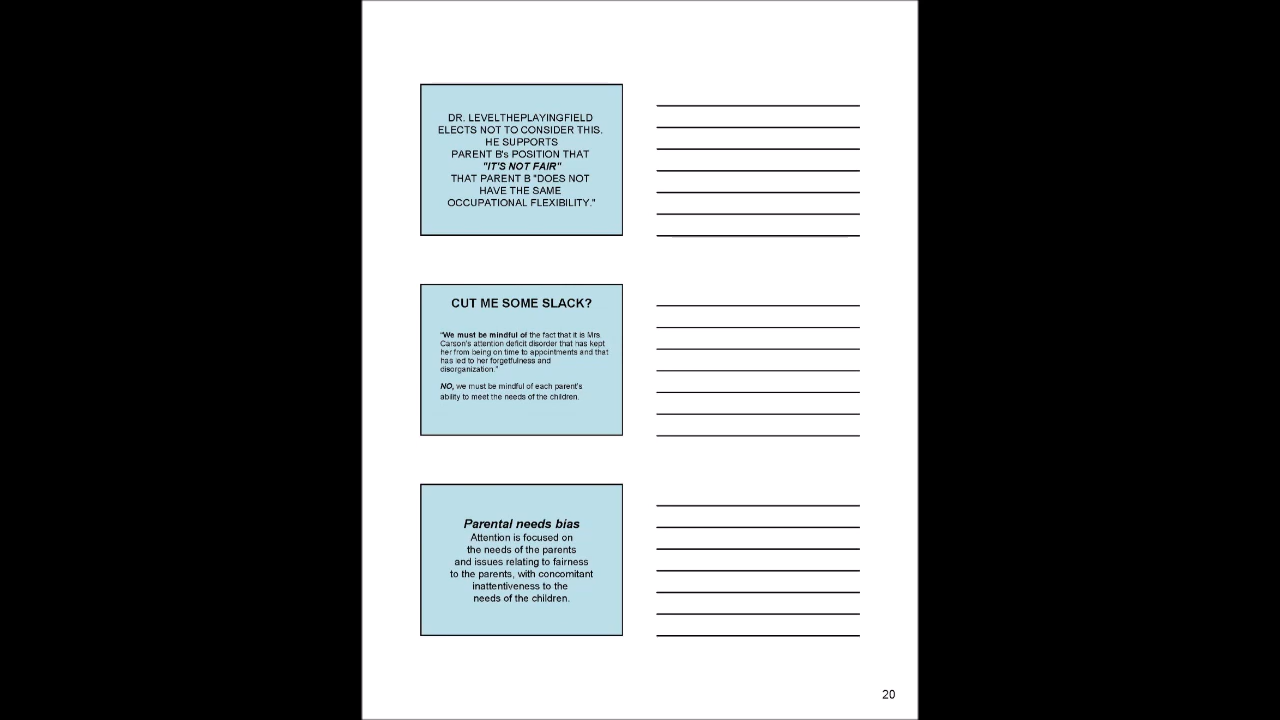 DR. LEVELTHEPLAYINGFIELD
ELECTS NOT TO CONSIDER THIS.
HE SUPPORTS
PARENT B's POSITION THAT
"IT'S NOT FAIR"
THAT PARENT B "DOES NOT
HAVE THE SAME
OCCUPATIONAL FLEXIBILITY."
CUT ME SOME SLACK?
"We must be mindful of the fact that it is Mrs.
Carson's attention deficit disorder that has kept
her from being on time to appointments and that
has led to her forgetfulness and
disorganization."
NO, we must be mindful of each parent's
ability to meet the needs of the children.
Parental needs bias
Attention is focused on
the needs of the parents
and issues relating to fairness
to the parents, with concomitant
inattentiveness to the
needs of the children.
20